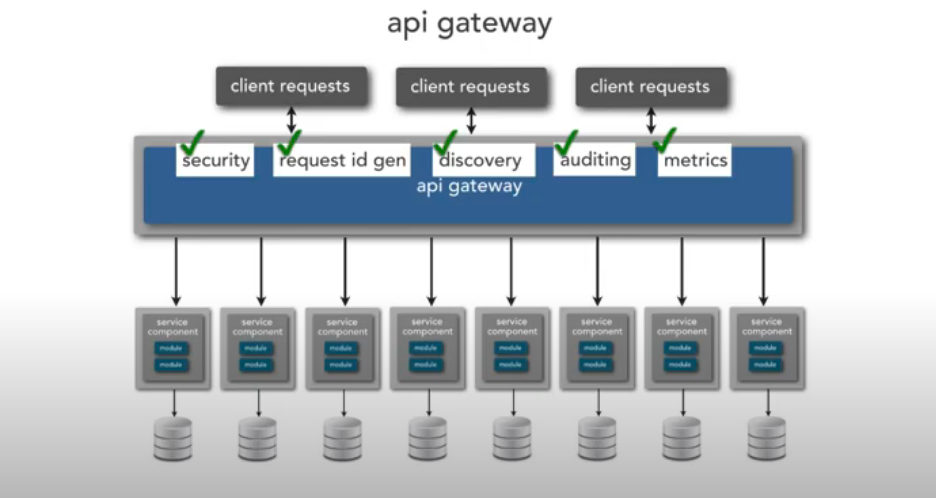 api gateway
client requests
client requests
client requests
security
request id gen
discovery
auditing
metrics
api gateway
service
component
module
module
service
component
module
module
service
component
module
module
service
component
module
module
service
component
module
module
service
component
module
module
service
component
module
module
service
component
module
module